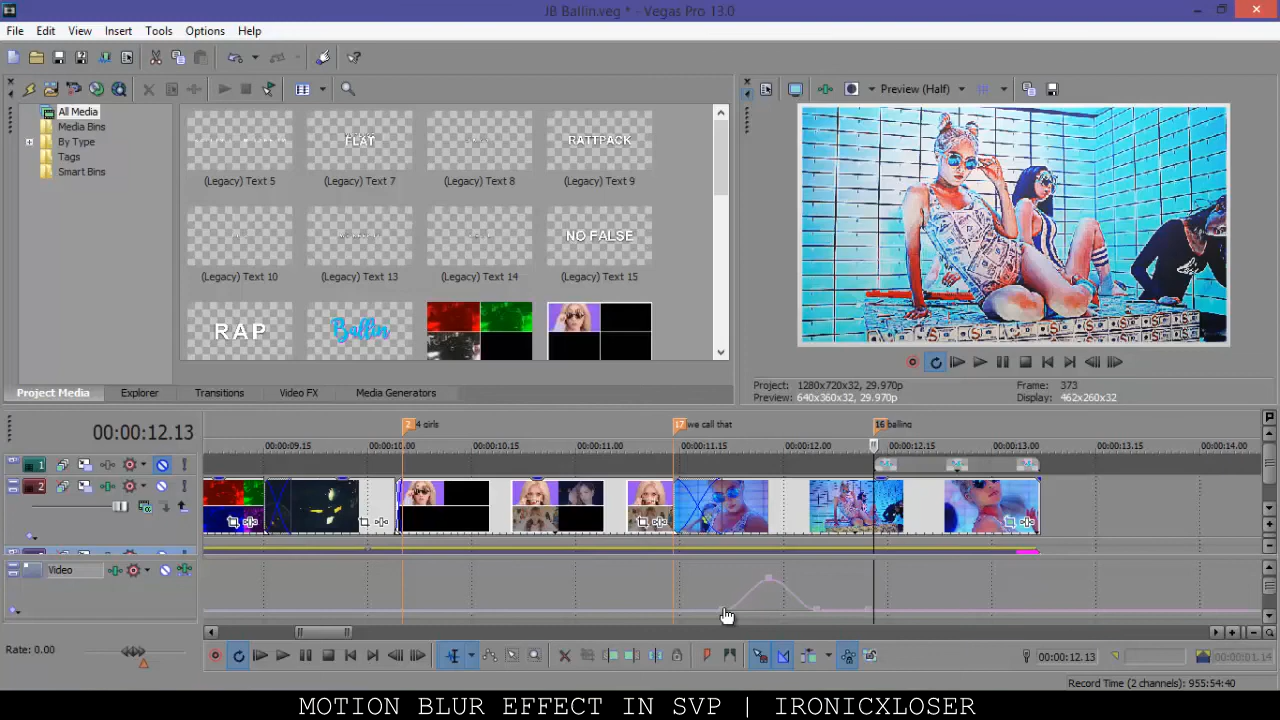 JB Ballin.veg * - Vegas Pro 13.0
File Edit View Insert Tools Options Help
All Media
Media Bins
By Type
Tags
Smart Bins
FLAT
RATTPACK
(Legacy) Text 5 (Legacy) Text 7 (Legacy) Text 8 (Legacy) Text 9
NO FALSE
(Legacy) Text 10 (Legacy) Text 13 (Legacy) Text 14 (Legacy) Text 15
RAP
Ballin
Project Media Explorer Transitions Video FX Media Generators
Preview (Half)
Project: 1280x720x32, 29.970p Frame: 373
Preview: 640x360x32, 29.970p Display: 462x260x32
00:00:12.13
4 girls 17 we call that 16 balling
00:00:09.15 00:00:10.00 00:00:10.15 00:00:11.00 00:00:11.15 00:00:12.00 00:00:12.15 00:00:13.00 00:00:13.15 00:00:14.00
1
2
Video
Rate: 0.00
00:00:12.13 00:00:01.14
Record Time (2 channels): 955:54:40
MOTION BLUR EFFECT IN SVP | IRONICXLOSER